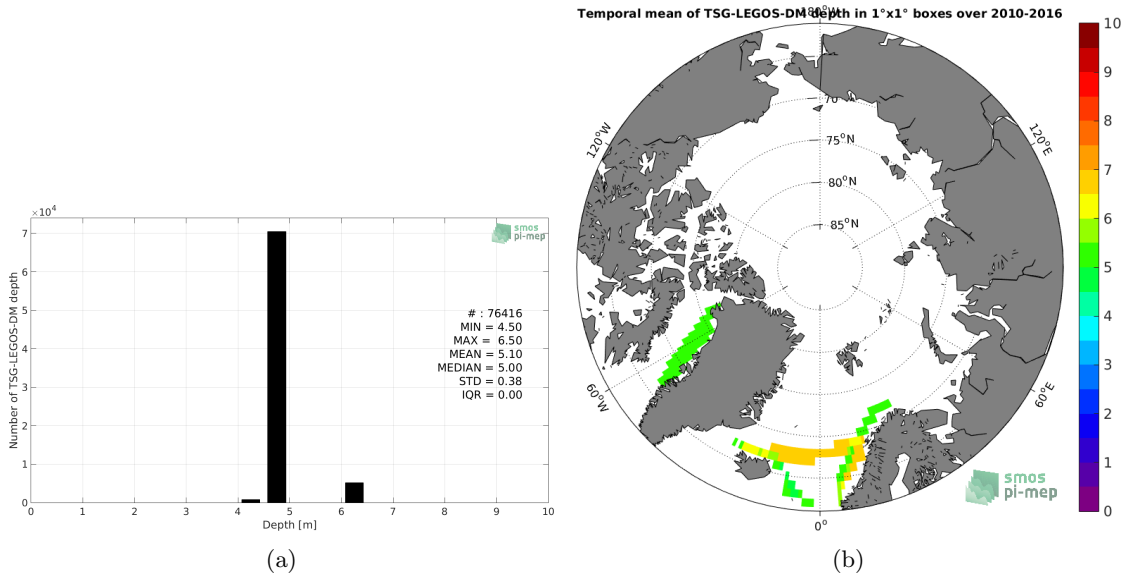 Temporal mean of TSG-LEGOS-DM depth in 1°x1° boxes over 2010-2016
×10⁴
7
6
5
4
3
2
1
0
Number of TSG-LEGOS-DM depth
smos
pi-mep
# : 76416
MIN = 4.50
MAX = 6.50
MEAN = 5.10
MEDIAN = 5.00
STD = 0.38
IQR = 0.00
0 1 2 3 4 5 6 7 8 9 10
Depth [m]
(a)
180°W
120°W
120°E
60°W
60°E
0°
70°N
75°N
80°N
85°N
smos
pi-mep
10
9
8
7
6
5
4
3
2
1
0
(b)